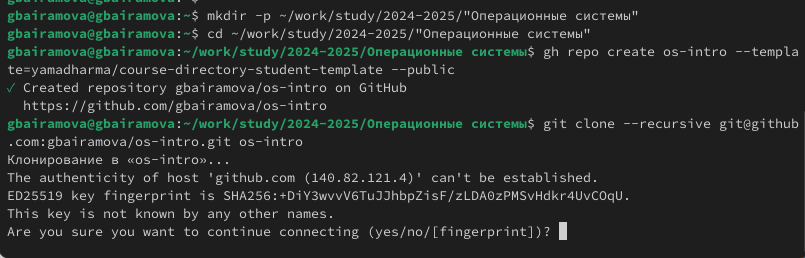 gbairamova@gbairamova:~$ mkdir -p ~/work/study/2024-2025/"Операционные системы"
gbairamova@gbairamova:~$ cd ~/work/study/2024-2025/"Операционные системы"
gbairamova@gbairamova:~/work/study/2024-2025/Операционные системы$ gh repo create os-intro --templa
te=yamadharma/course-directory-student-template --public
✓ Created repository gbairamova/os-intro on GitHub
https://github.com/gbairamova/os-intro
gbairamova@gbairamova:~/work/study/2024-2025/Операционные системы$ git clone --recursive git@github
.com:gbairamova/os-intro.git os-intro
Клонирование в «os-intro»...
The authenticity of host 'github.com (140.82.121.4)' can't be established.
ED25519 key fingerprint is SHA256:+DiY3wvvV6TuJJhbpZisF/zLDA0zPMSvHdkr4UvCOqU.
This key is not known by any other names.
Are you sure you want to continue connecting (yes/no/[fingerprint])?